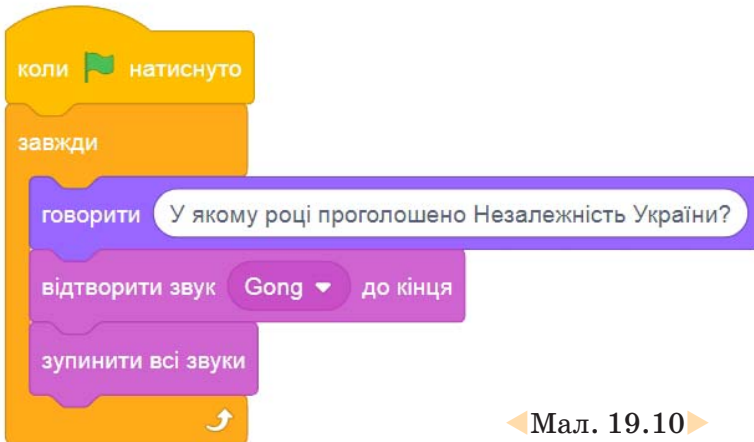 коли натиснуто
завжди
говорити У якому році проголошено Незалежність України?
відтворити звук Gong до кінця
зупинити всі звуки
Мал. 19.10